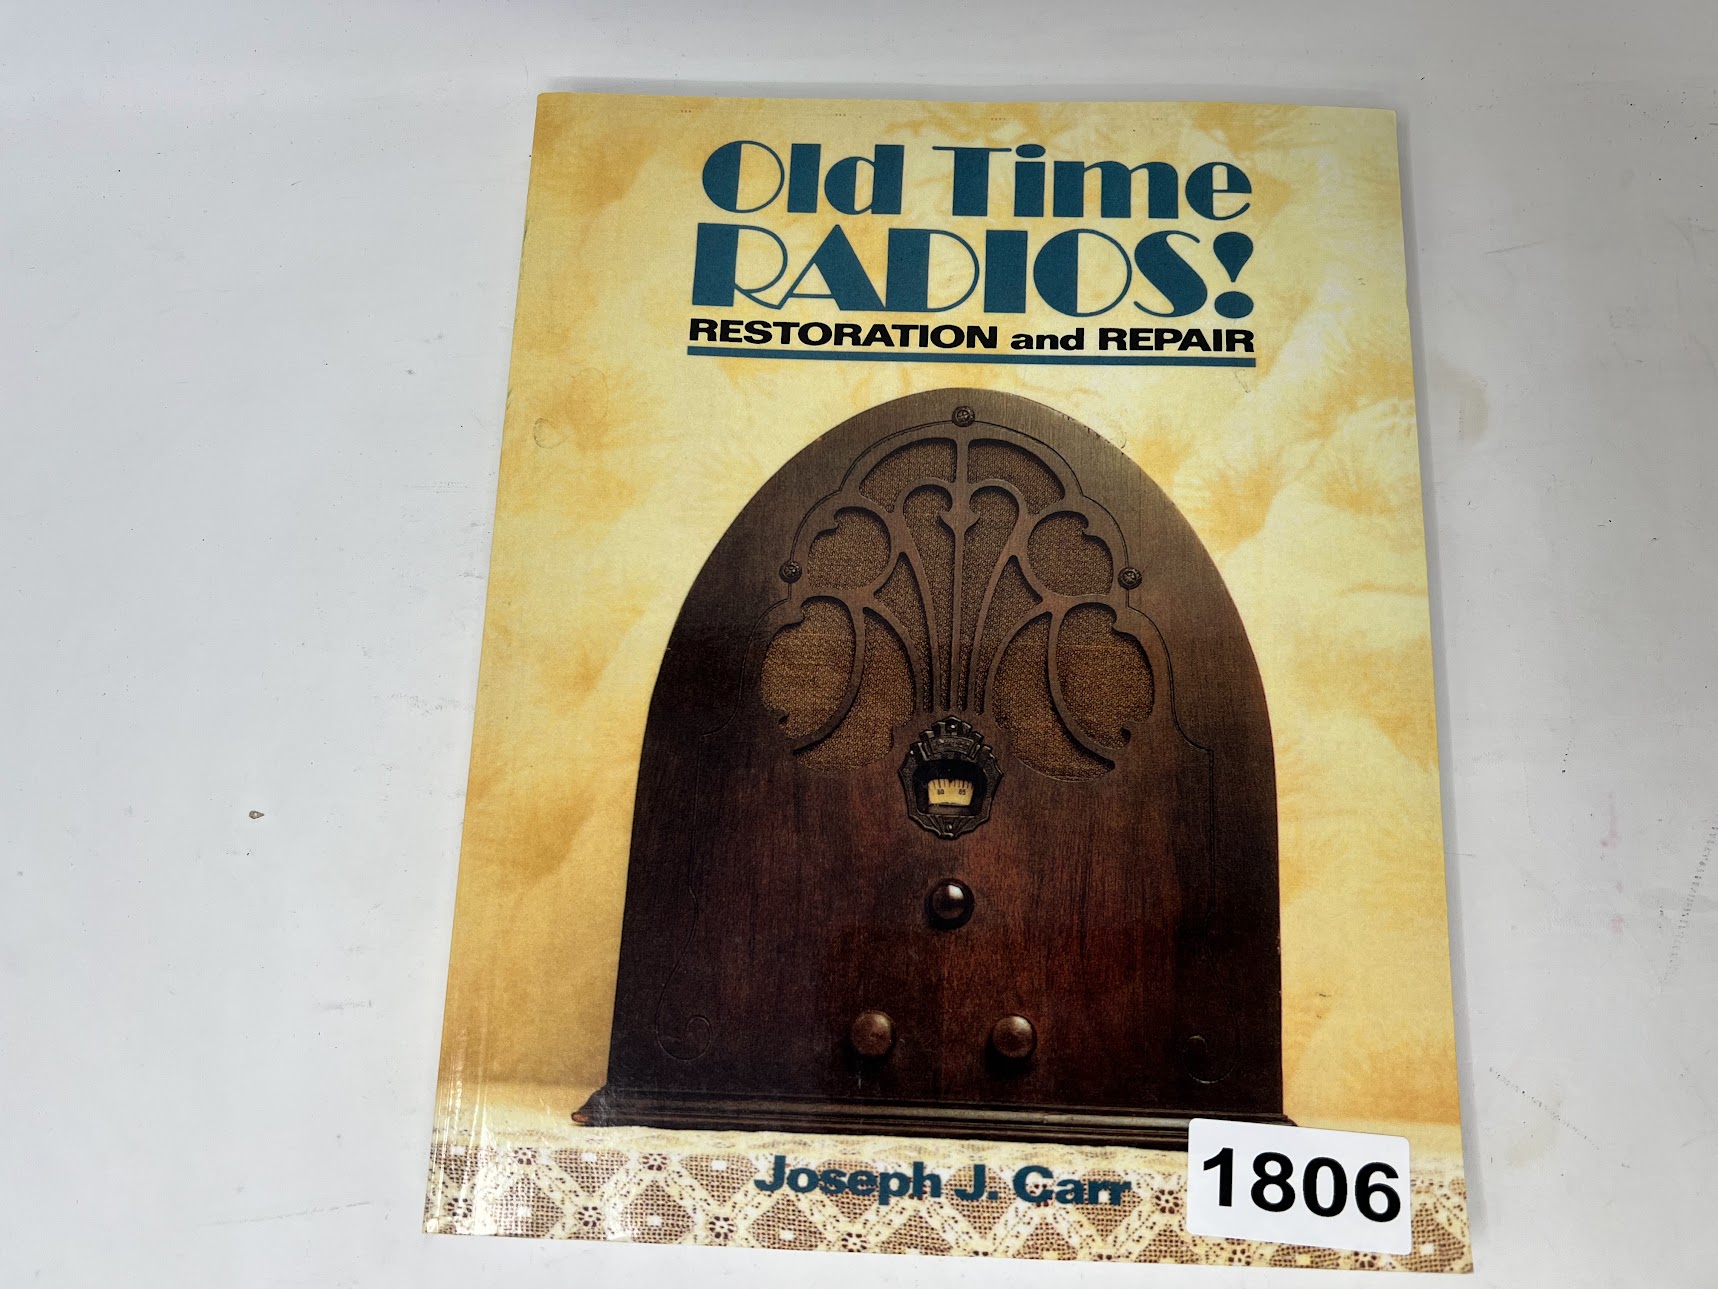 Old Time
RADIOS!
RESTORATION and REPAIR
Joseph J. Carr
1806